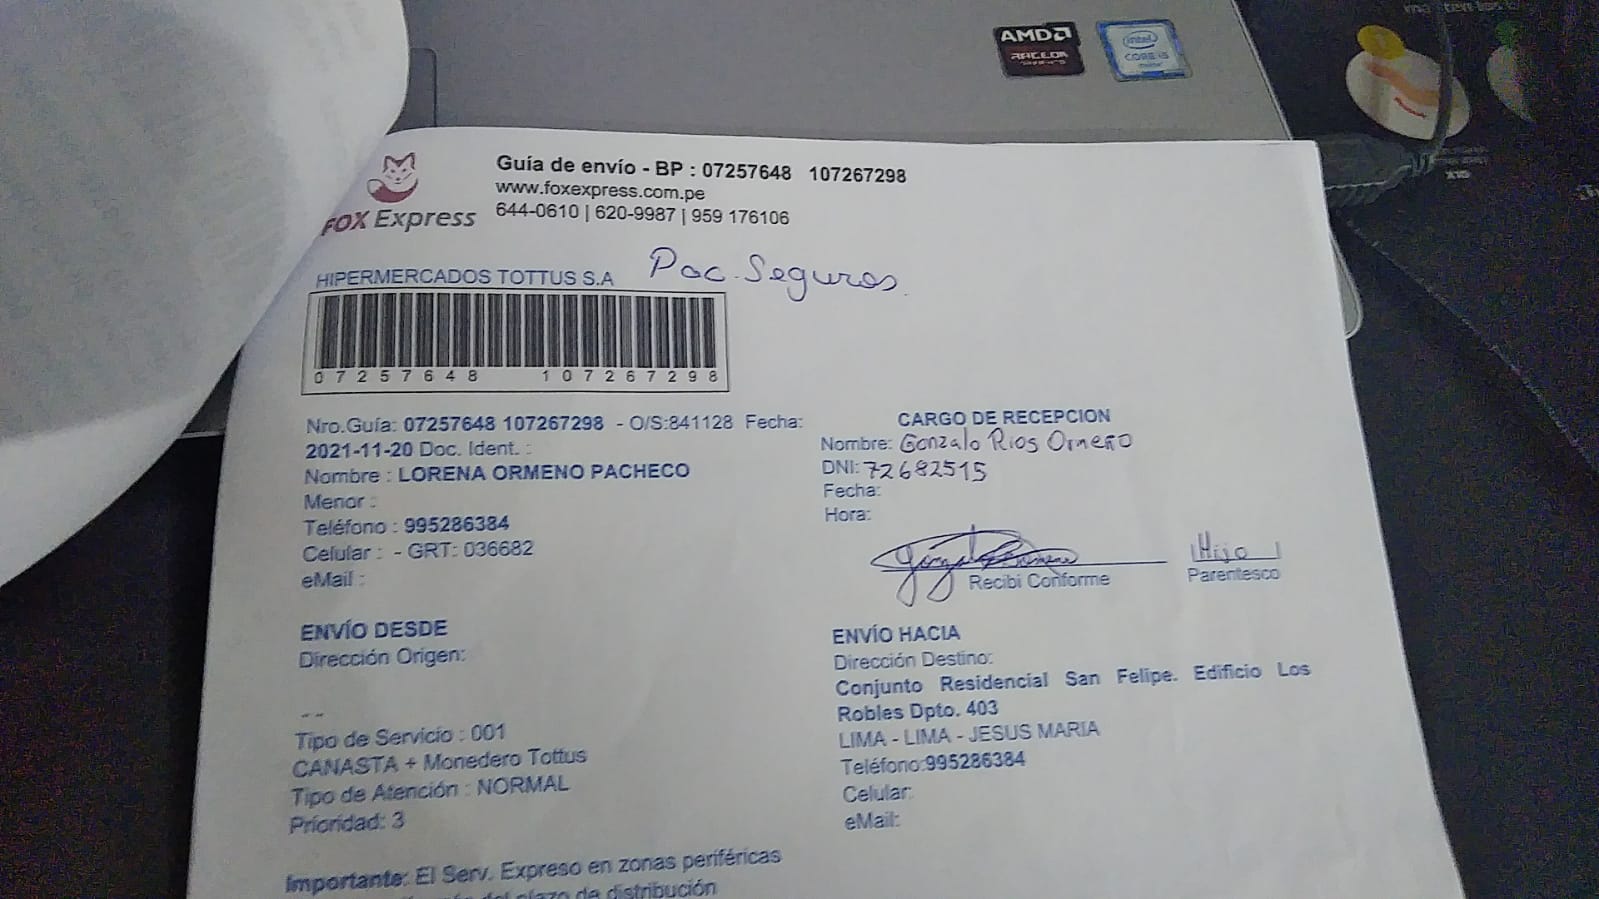 AMD
RADEON
intel
CORE i5
Guía de envío - BP : 07257648 107267298
www.foxexpress.com.pe
644-0610 | 620-9987 | 959 176106
FOX Express
HIPERMERCADOS TOTTUS S.A
Pac. Seguros
07257648 107267298
Nro.Guía: 07257648 107267298 - O/S:841128 Fecha:
2021-11-20 Doc. Ident. :
Nombre : LORENA ORMENO PACHECO
Menor :
Teléfono : 995286384
Celular : - GRT: 036682
eMail :
CARGO DE RECEPCION
Nombre: Gonzalo Rios Ormeño
DNI: 72682515
Fecha:
Hora:
Hijo
Recibi Conforme
Parentesco
ENVÍO DESDE
Dirección Origen:
- -
Tipo de Servicio : 001
CANASTA + Monedero Tottus
Tipo de Atención : NORMAL
Prioridad: 3
ENVÍO HACIA
Dirección Destino:
Conjunto Residencial San Felipe. Edificio Los
Robles Dpto. 403
LIMA - LIMA - JESUS MARIA
Teléfono:995286384
Celular:
eMail:
Importante: El Serv. Expreso en zonas periféricas
del plazo de distribución